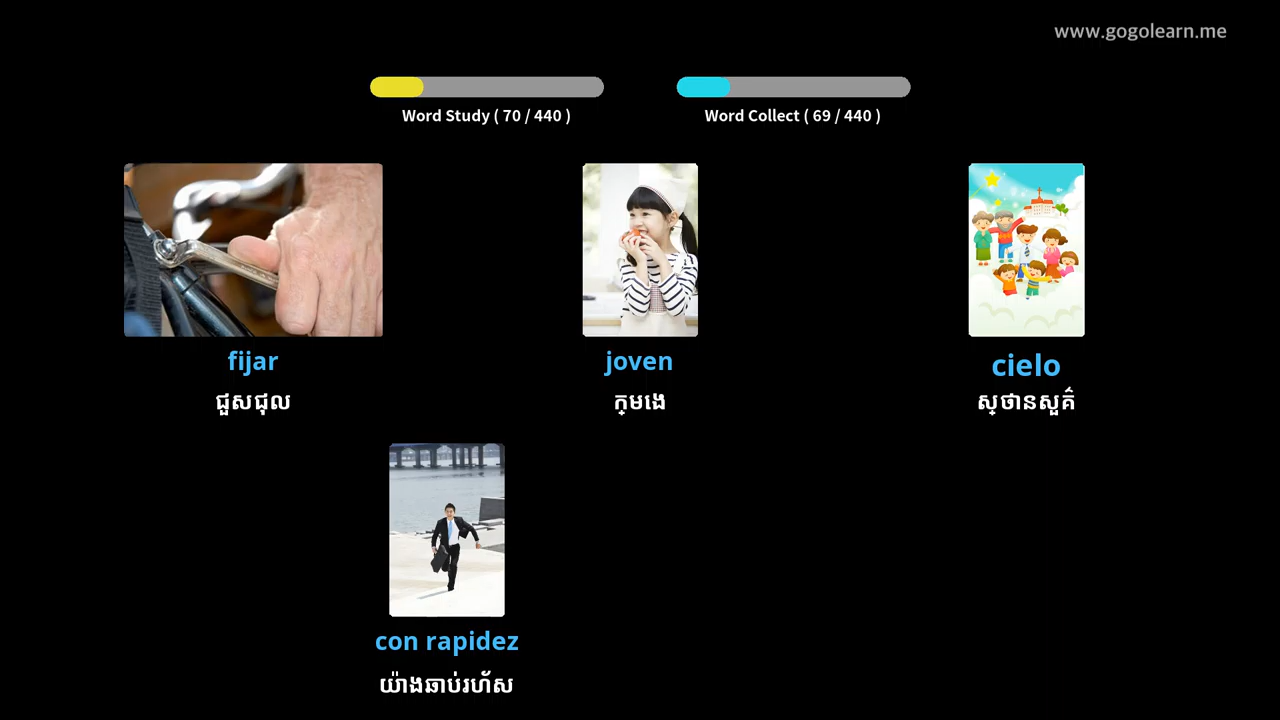 www.gogolearn.me
Word Study ( 70 / 440 )
Word Collect ( 69 / 440 )
fijar
ជួសជុល
joven
ក្មេង
cielo
ស្ថានសួគ៌
con rapidez
យ៉ាងឆាប់រហ័ស